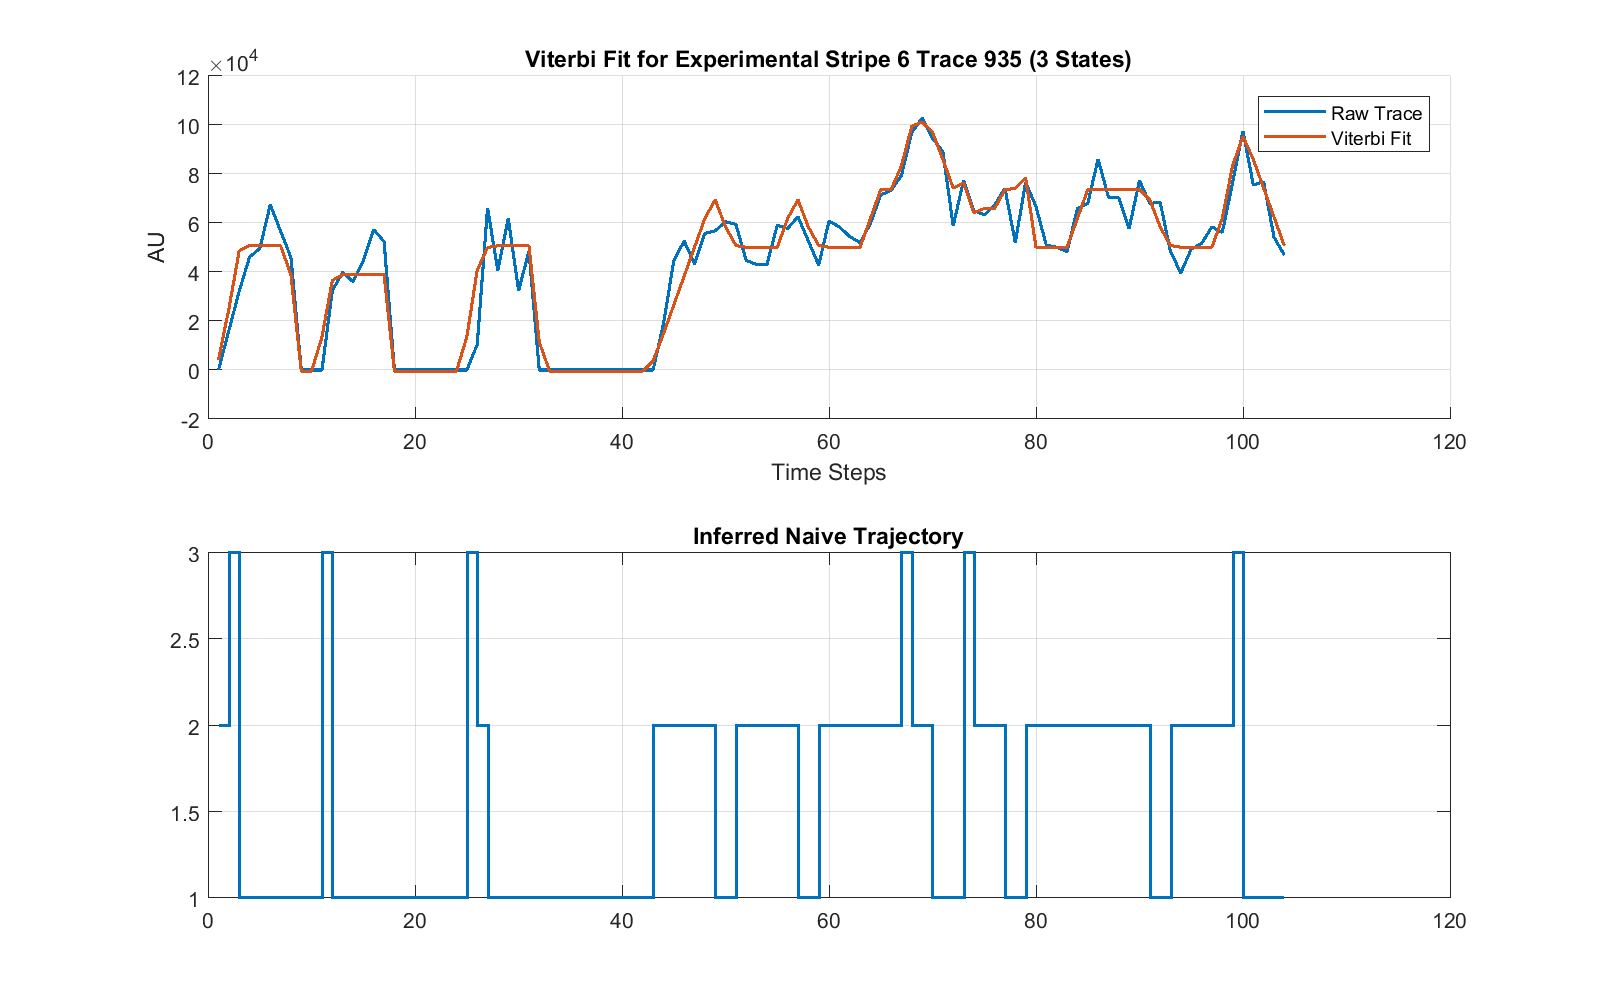 Viterbi Fit for Experimental Stripe 6 Trace 935 (3 States)
×10⁴
12
10
8
6
4
2
0
-2
AU
Raw Trace
Viterbi Fit
0 20 40 60 80 100 120
Time Steps
Inferred Naive Trajectory
3
2.5
2
1.5
1
0 20 40 60 80 100 120